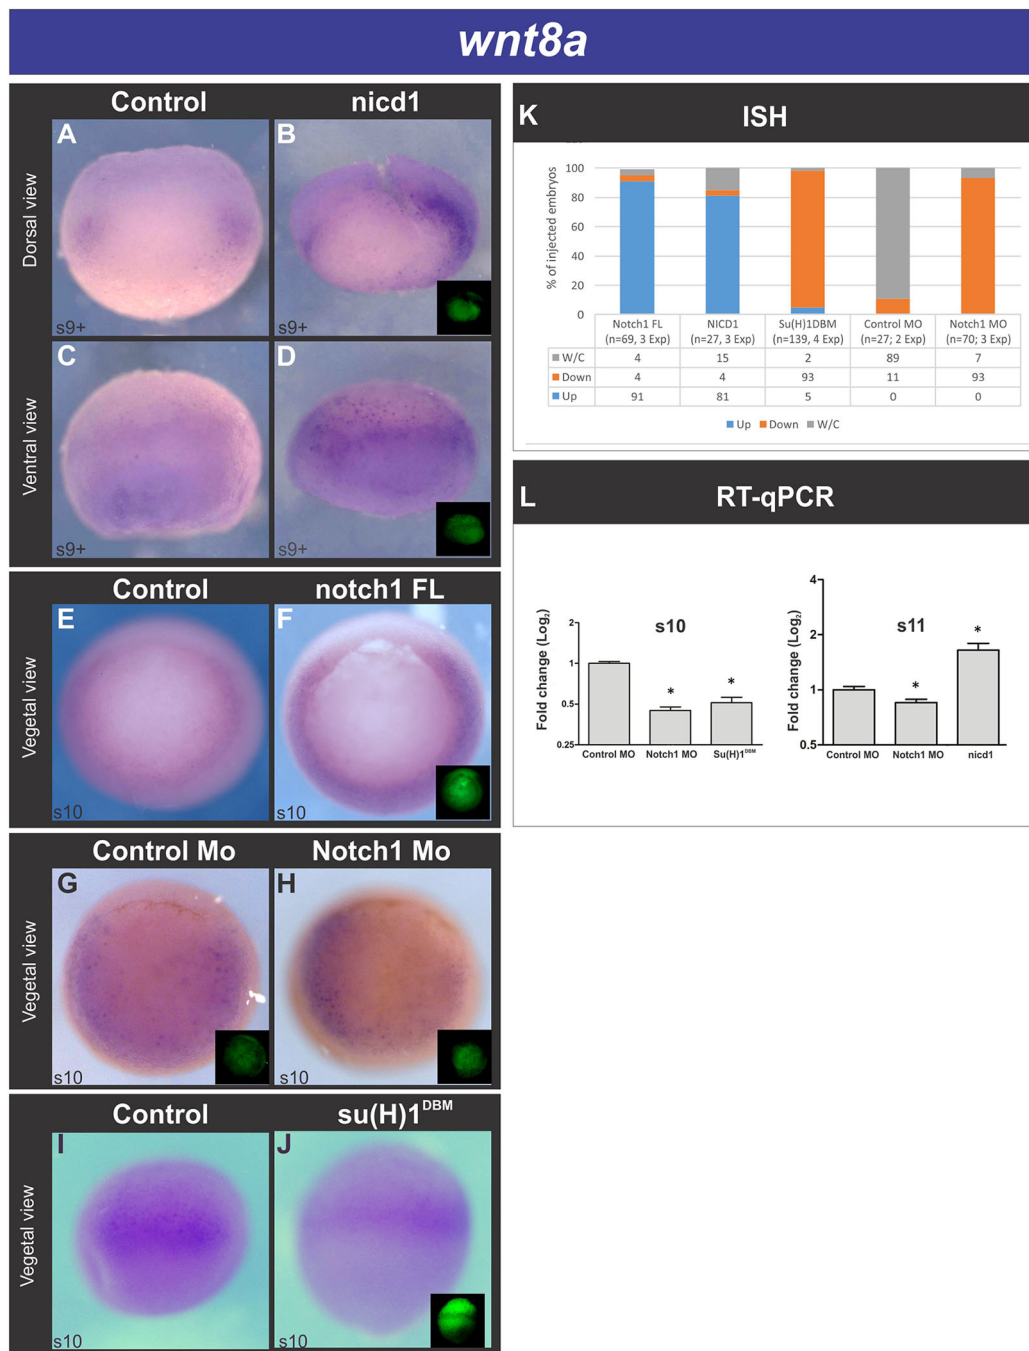 wnt8a
Control nicd1
Dorsal view
A
s9+
B
Ventral view
C
s9+
D
s9+
Control notch1 FL
Vegetal view
E
s10
F
s10
Control Mo Notch1 Mo
Vegetal view
G
s10
H
s10
Control su(H)1DBM
Vegetal view
I
s10
J
s10
K ISH
% of injected embryos
100
80
60
40
20
0
Notch1 FL NICD1 Su(H)1DBM Control MO Notch1 MO
(n=69, 3 Exp) (n=27, 3 Exp) (n=139, 4 Exp) (n=27; 2 Exp) (n=70; 3 Exp)
W/C 4 15 2 89 7
Down 4 4 93 11 93
Up 91 81 5 0 0
Up Down W/C
L RT-qPCR
s10
Fold change (Log2)
2
1
0.5
0.25
* *
Control MO Notch1 MO Su(H)1DBM
s11
Fold change (Log2)
4
2
1
0.5
* *
Control MO Notch1 MO nicd1